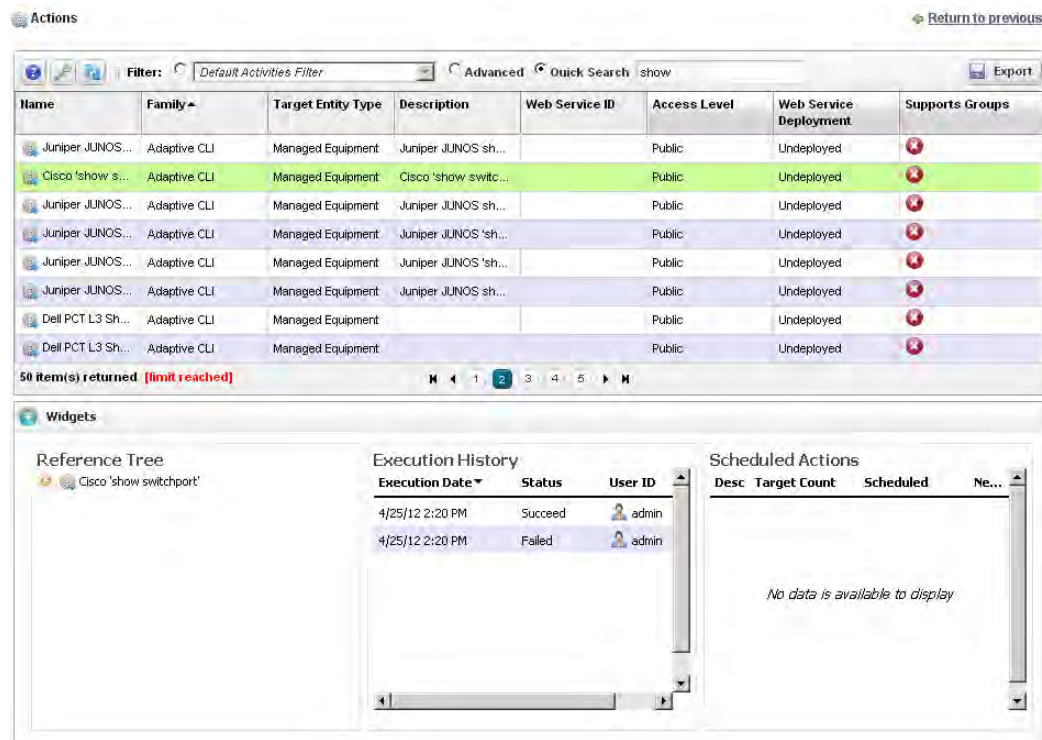 Actions
Return to previous
Filter: Default Activities Filter Advanced Quick Search show Export
Name Family Target Entity Type Description Web Service ID Access Level Web Service Deployment Supports Groups
Juniper JUNOS... Adaptive CLI Managed Equipment Juniper JUNOS sh... Public Undeployed
Cisco 'show s... Adaptive CLI Managed Equipment Cisco 'show switc... Public Undeployed
Juniper JUNOS... Adaptive CLI Managed Equipment Juniper JUNOS sh... Public Undeployed
Juniper JUNOS... Adaptive CLI Managed Equipment Juniper JUNOS 'sh... Public Undeployed
Juniper JUNOS... Adaptive CLI Managed Equipment Juniper JUNOS 'sh... Public Undeployed
Juniper JUNOS... Adaptive CLI Managed Equipment Juniper JUNOS sh... Public Undeployed
Dell PCT L3 Sh... Adaptive CLI Managed Equipment Public Undeployed
Dell PCT L3 Sh... Adaptive CLI Managed Equipment Public Undeployed
50 item(s) returned [limit reached] 1 2 3 4 5
Widgets
Reference Tree
Cisco 'show switchport'
Execution History
Execution Date Status User ID
4/25/12 2:20 PM Succeed admin
4/25/12 2:20 PM Failed admin
Scheduled Actions
Desc Target Count Scheduled Ne...
No data is available to display